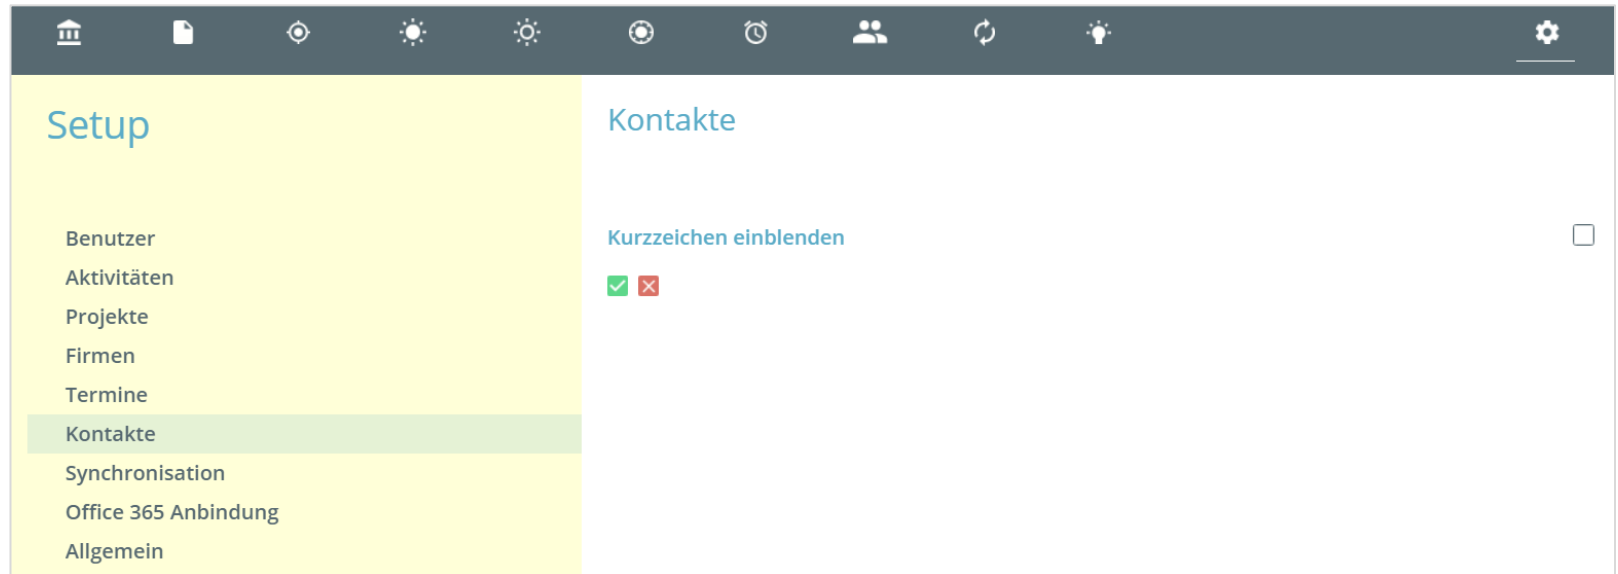 Setup
Benutzer
Aktivitäten
Projekte
Firmen
Termine
Kontakte
Synchronisation
Office 365 Anbindung
Allgemein
Kontakte
Kurzzeichen einblenden